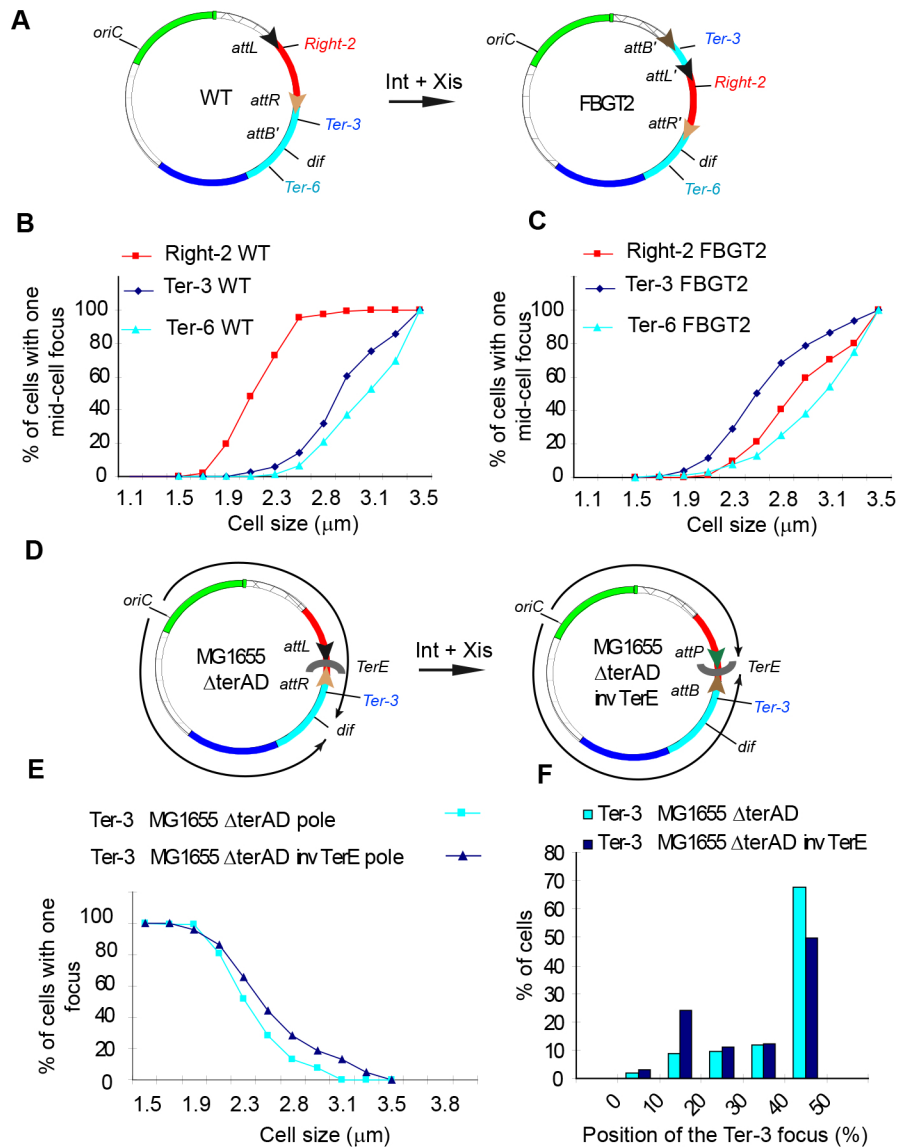 A
oriC
attL
Right-2
WT
attR
attB'
Ter-3
dif
Ter-6
Int + Xis
oriC
attB'
Ter-3
attL'
Right-2
FBGT2
attR'
dif
Ter-6
B
Right-2 WT
Ter-3 WT
Ter-6 WT
% of cells with one
mid-cell focus
100
80
60
40
20
0
1.1 1.5 1.9 2.3 2.8 3.1 3.5
Cell size (μm)
C
Right-2 FBGT2
Ter-3 FBGT2
Ter-6 FBGT2
% of cells with one
mid-cell focus
100
80
60
40
20
0
1.1 1.5 1.9 2.3 2.8 3.1 3.5
Cell size (μm)
D
oriC
MG1655
ΔterAD
attL
attR
TerE
Ter-3
dif
Int + Xis
oriC
MG1655
ΔterAD
inv TerE
attP
attB
TerE
Ter-3
dif
E
Ter-3 MG1655 ΔterAD pole
Ter-3 MG1655 ΔterAD inv TerE pole
% of cells with one
focus
100
80
60
40
20
0
1.5 2.3 3.1 3.8
Cell size (μm)
F
Ter-3 MG1655 ΔterAD
Ter-3 MG1655 ΔterAD inv TerE
% of cells
80
70
60
50
40
30
20
10
0
0 10 20 30 40 50
Position of the Ter-3 focus (%)